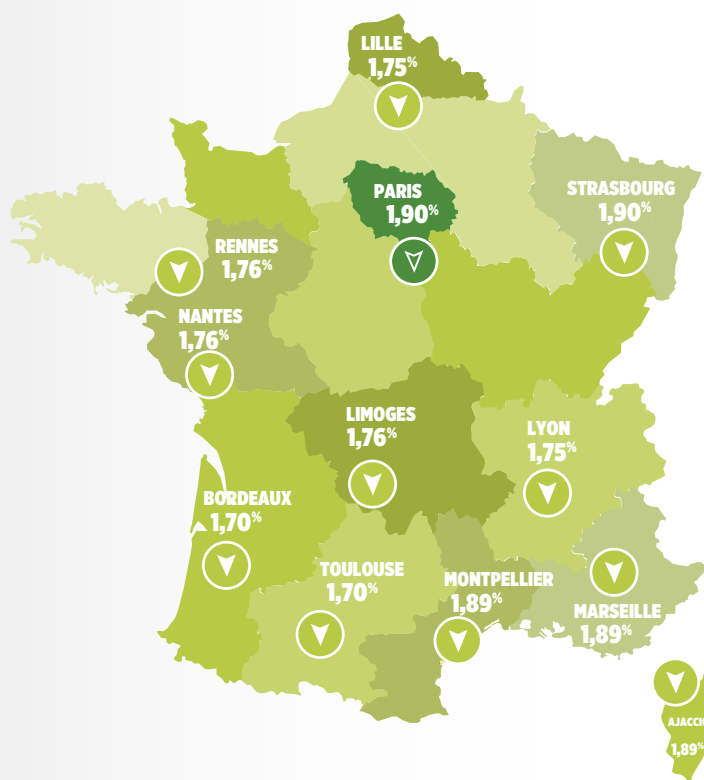 LILLE
1,75%
PARIS
1,90%
STRASBOURG
1,90%
RENNES
1,76%
NANTES
1,76%
LIMOGES
1,76%
LYON
1,75%
BORDEAUX
1,70%
TOULOUSE
1,70%
MONTPELLIER
1,89%
MARSEILLE
1,89%
AJACCIO
1,89%